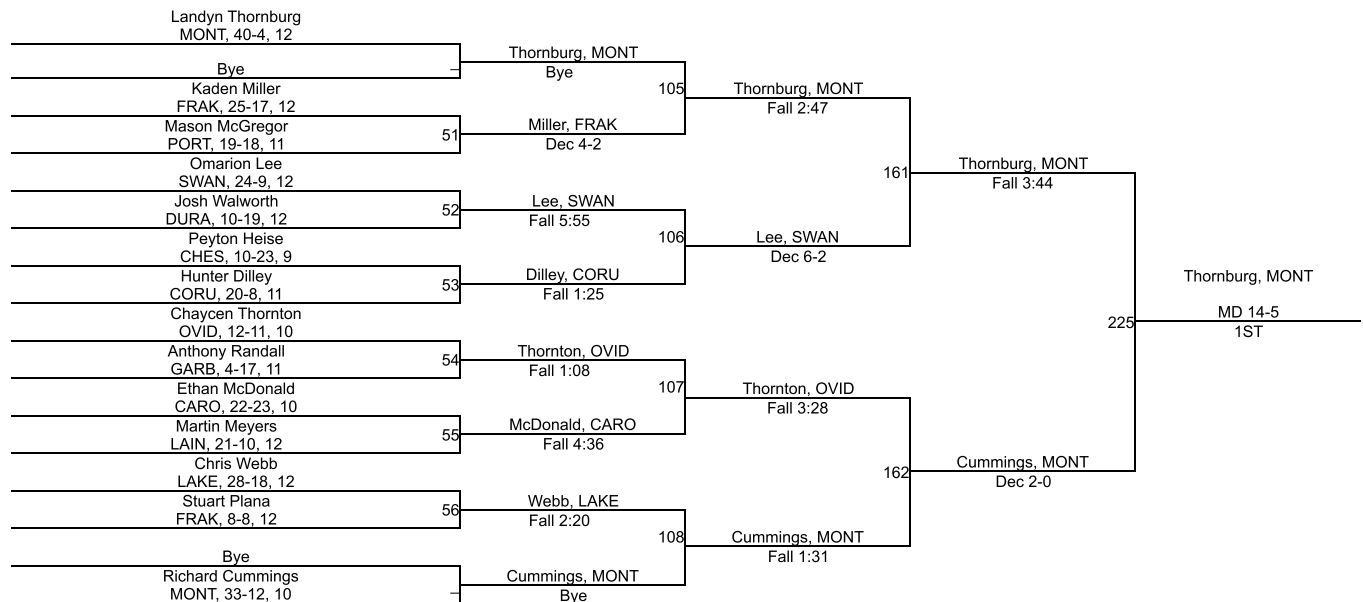 Landyn Thornburg
MONT, 40-4, 12
Bye
Kaden Miller
FRAK, 25-17, 12
Mason McGregor
PORT, 19-18, 11
Omarion Lee
SWAN, 24-9, 12
Josh Walworth
DURA, 10-19, 12
Peyton Heise
CHES, 10-23, 9
Hunter Dilley
CORU, 20-8, 11
Chaycen Thornton
OVID, 12-11, 10
Anthony Randall
GARB, 4-17, 11
Ethan McDonald
CARO, 22-23, 10
Martin Meyers
LAIN, 21-10, 12
Chris Webb
LAKE, 28-18, 12
Stuart Plana
FRAK, 8-8, 12
Bye
Richard Cummings
MONT, 33-12, 10
–
51
52
53
54
55
56
–
Thornburg, MONT
Bye
Miller, FRAK
Dec 4-2
Lee, SWAN
Fall 5:55
Dilley, CORU
Fall 1:25
Thornton, OVID
Fall 1:08
McDonald, CARO
Fall 4:36
Webb, LAKE
Fall 2:20
Cummings, MONT
Bye
105
106
107
108
Thornburg, MONT
Fall 2:47
Lee, SWAN
Dec 6-2
Thornton, OVID
Fall 3:28
Cummings, MONT
Fall 1:31
161
162
Thornburg, MONT
Fall 3:44
Cummings, MONT
Dec 2-0
225
Thornburg, MONT
MD 14-5
1ST